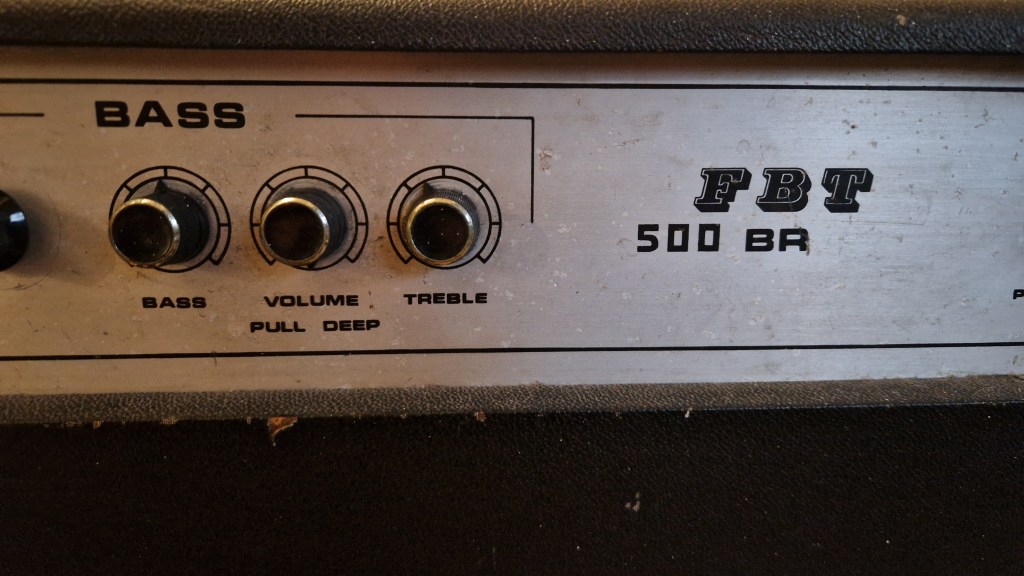 BASS
FBT
500 BR
BASS VOLUME TREBLE
PULL DEEP